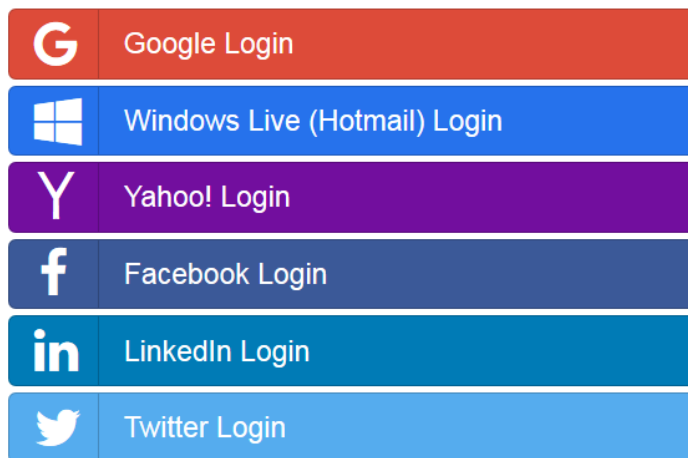 Google Login
Windows Live (Hotmail) Login
Yahoo! Login
Facebook Login
LinkedIn Login
Twitter Login